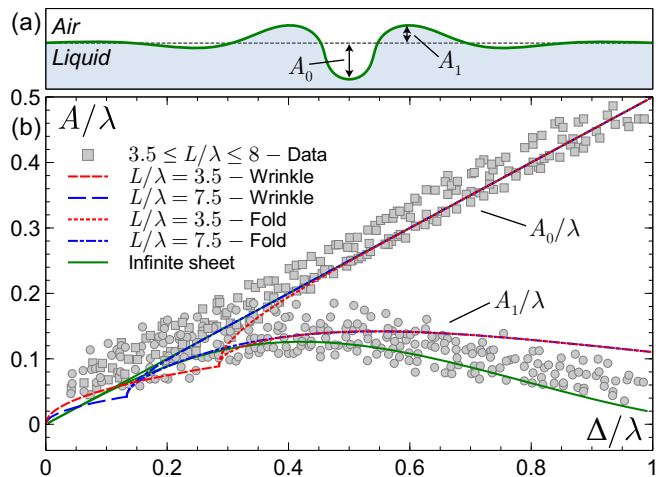 (a) Air
Liquid
A₀
A₁
(b) A/λ
3.5 ≤ L/λ ≤ 8 – Data
L/λ = 3.5 – Wrinkle
L/λ = 7.5 – Wrinkle
L/λ = 3.5 – Fold
L/λ = 7.5 – Fold
Infinite sheet
A₀/λ
A₁/λ
0.5
0.4
0.3
0.2
0.1
0
Δ/λ
0 0.2 0.4 0.6 0.8 1